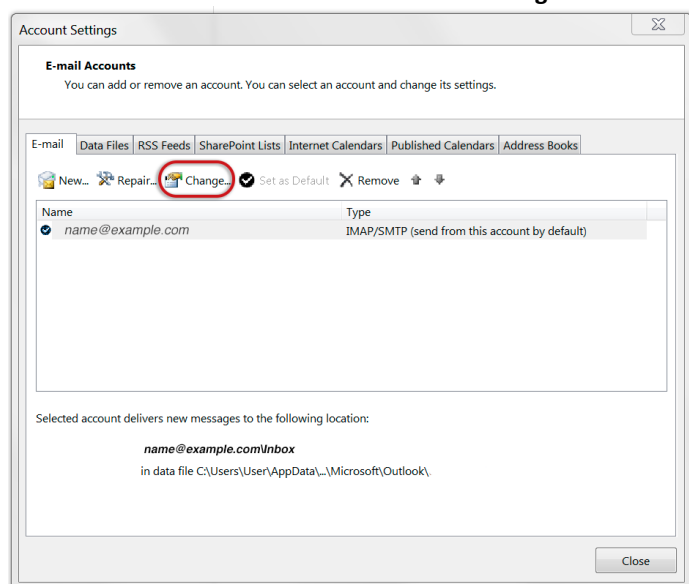 Account Settings
E-mail Accounts
You can add or remove an account. You can select an account and change its settings.
E-mail Data Files RSS Feeds SharePoint Lists Internet Calendars Published Calendars Address Books
New... Repair... Change... Set as Default Remove
Name Type
name@example.com IMAP/SMTP (send from this account by default)
Selected account delivers new messages to the following location:
name@example.com\Inbox
in data file C:\Users\User\AppData\...\Microsoft\Outlook\
Close